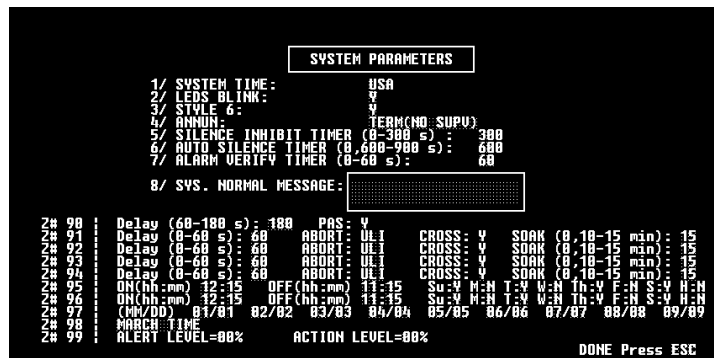 SYSTEM PARAMETERS
1/ SYSTEM TIME: USA
2/ LEDS BLINK: Y
3/ STYLE 6: Y
4/ ANNUN: TERM(NO SUPV)
5/ SILENCE INHIBIT TIMER (0-300 s) : 300
6/ AUTO SILENCE TIMER (0,600-900 s): 600
7/ ALARM VERIFY TIMER (0-60 s): 60
8/ SYS. NORMAL MESSAGE:
Z# 90 | Delay (60-180 s): 180 PAS: Y
Z# 91 | Delay (0-60 s): 60 ABORT: ULI CROSS: Y SOAK (0,10-15 min): 15
Z# 92 | Delay (0-60 s): 60 ABORT: ULI CROSS: Y SOAK (0,10-15 min): 15
Z# 93 | Delay (0-60 s): 60 ABORT: ULI CROSS: Y SOAK (0,10-15 min): 15
Z# 94 | Delay (0-60 s): 60 ABORT: ULI CROSS: Y SOAK (0,10-15 min): 15
Z# 95 | ON(hh:mm) 12:15 OFF(hh:mm) 11:15 Su:Y M:N T:Y W:N Th:Y F:N S:Y H:N
Z# 96 | ON(hh:mm) 12:15 OFF(hh:mm) 11:15 Su:Y M:N T:Y W:N Th:Y F:N S:Y H:N
Z# 97 | (MM/DD) 01/01 02/02 03/03 04/04 05/05 06/06 07/07 08/08 09/09
Z# 98 | MARCH TIME
Z# 99 | ALERT LEVEL=00% ACTION LEVEL=00%
DONE Press ESC